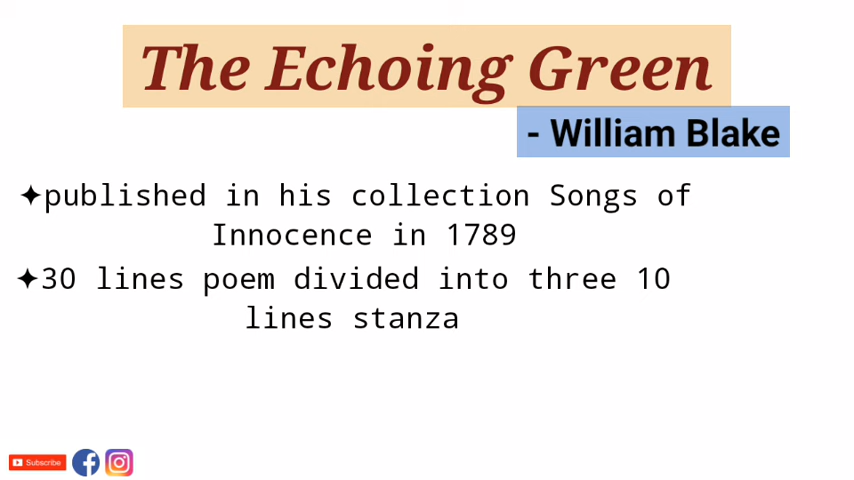 The Echoing Green
- William Blake
✦published in his collection Songs of
Innocence in 1789
✦30 lines poem divided into three 10
lines stanza
Subscribe